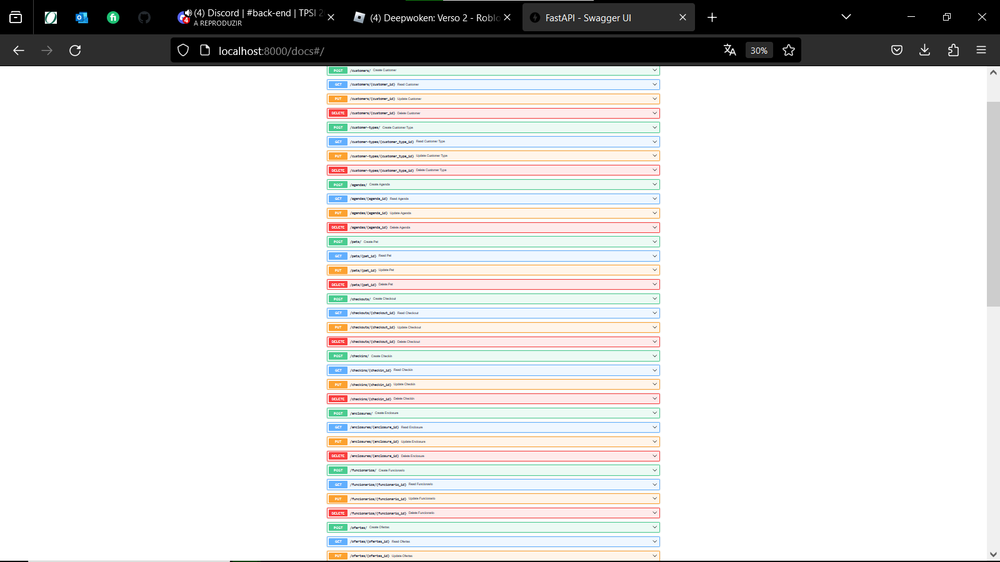 (4) Discord | #back-end | TPSI 2
A REPRODUZIR
(4) Deepwoken: Verso 2 - Roblo
FastAPI - Swagger UI
localhost:8000/docs#/
30%
POST /customers/ Create Customer
GET /customers/{customer_id} Read Customer
PUT /customers/{customer_id} Update Customer
DELETE /customers/{customer_id} Delete Customer
POST /customer-types/ Create Customer Type
GET /customer-types/{customer_type_id} Read Customer Type
PUT /customer-types/{customer_type_id} Update Customer Type
DELETE /customer-types/{customer_type_id} Delete Customer Type
POST /agendas/ Create Agenda
GET /agendas/{agenda_id} Read Agenda
PUT /agendas/{agenda_id} Update Agenda
DELETE /agendas/{agenda_id} Delete Agenda
POST /pets/ Create Pet
GET /pets/{pet_id} Read Pet
PUT /pets/{pet_id} Update Pet
DELETE /pets/{pet_id} Delete Pet
POST /checkouts/ Create Checkout
GET /checkouts/{checkout_id} Read Checkout
PUT /checkouts/{checkout_id} Update Checkout
DELETE /checkouts/{checkout_id} Delete Checkout
POST /checkins/ Create Checkin
GET /checkins/{checkin_id} Read Checkin
PUT /checkins/{checkin_id} Update Checkin
DELETE /checkins/{checkin_id} Delete Checkin
POST /enclosures/ Create Enclosure
GET /enclosures/{enclosure_id} Read Enclosure
PUT /enclosures/{enclosure_id} Update Enclosure
DELETE /enclosures/{enclosure_id} Delete Enclosure
POST /funcionarios/ Create Funcionario
GET /funcionarios/{funcionario_id} Read Funcionario
PUT /funcionarios/{funcionario_id} Update Funcionario
DELETE /funcionarios/{funcionario_id} Delete Funcionario
POST /ofertas/ Create Ofertas
GET /ofertas/{ofertas_id} Read Ofertas
PUT /ofertas/{ofertas_id} Update Ofertas